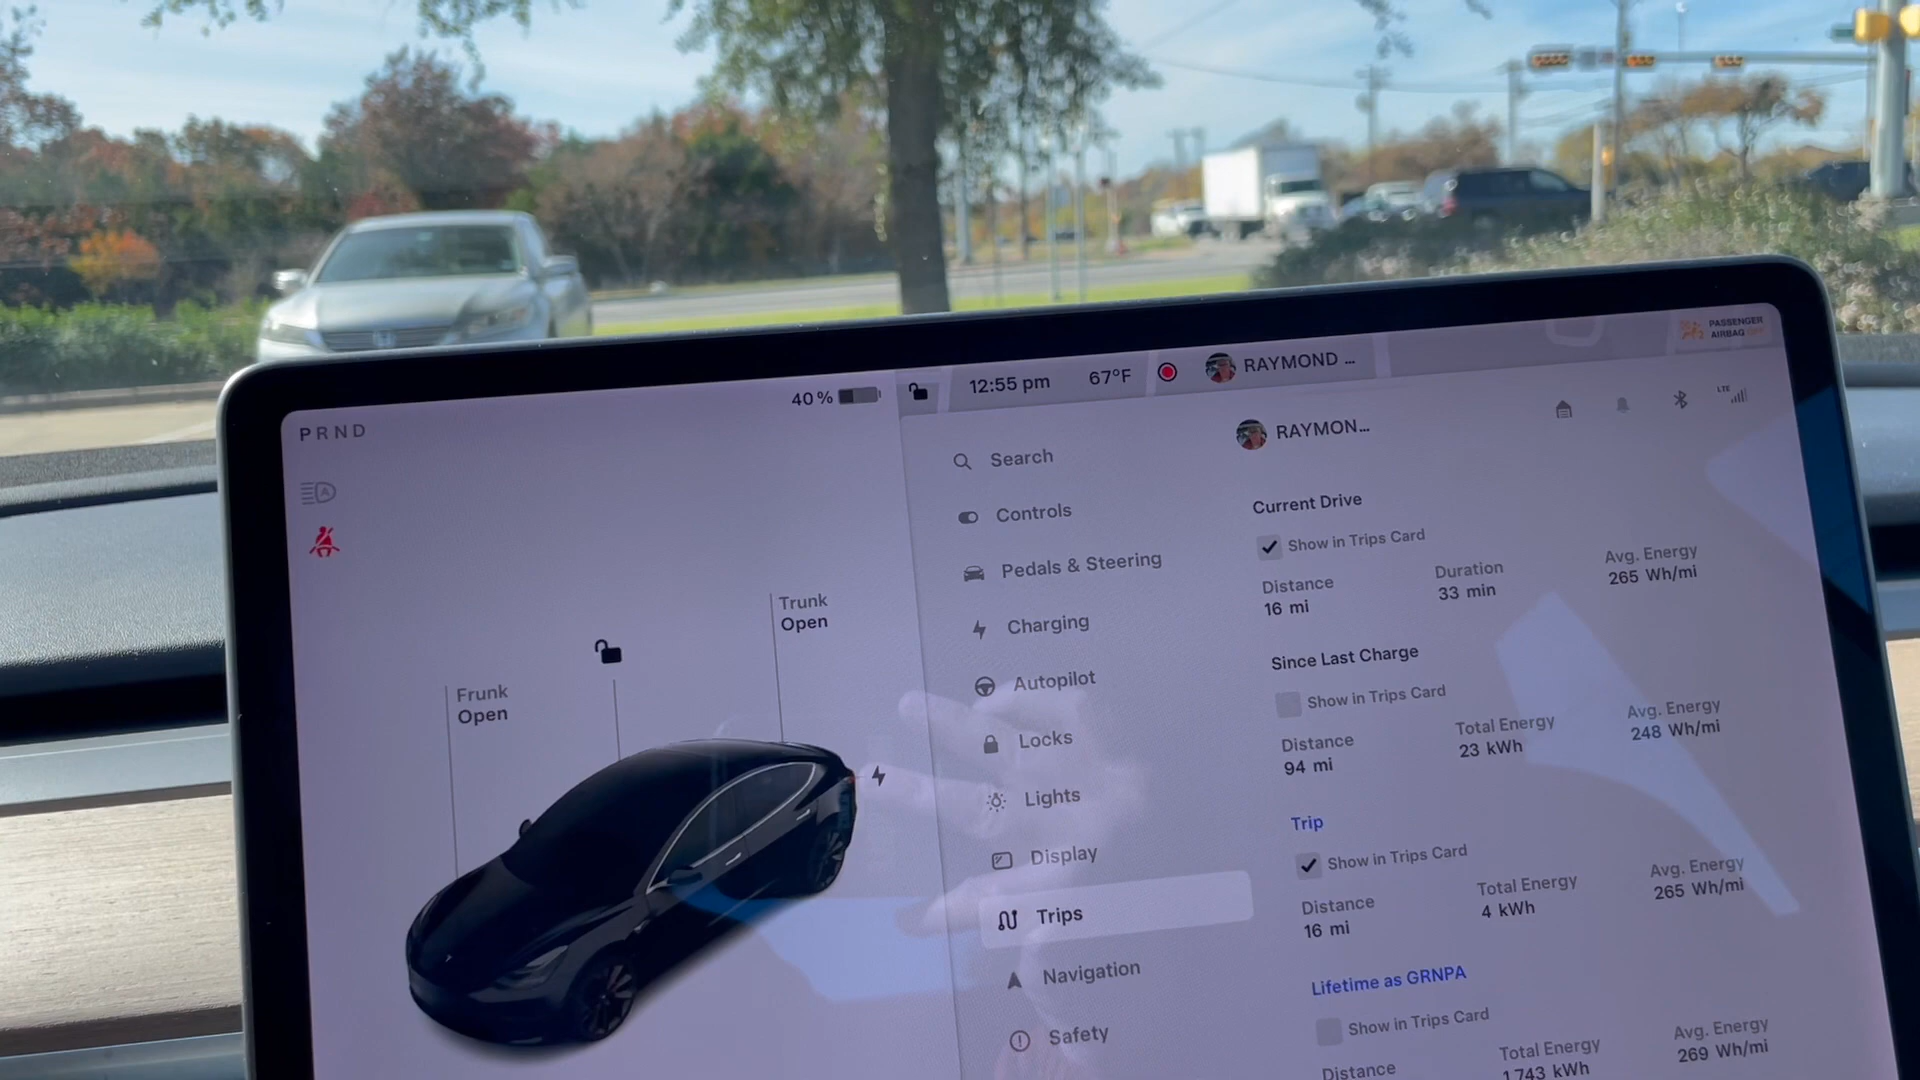 PASSENGER
AIRBAG OFF
40%
12:55 pm
67°F
RAYMOND ...
PRND
A
LTE
RAYMON...
Search
Controls
Pedals & Steering
Charging
Autopilot
Locks
Lights
Display
Trips
Navigation
Safety
Trunk
Open
Frunk
Open
Current Drive
Show in Trips Card
Distance
16 mi
Duration
33 min
Avg. Energy
265 Wh/mi
Since Last Charge
Show in Trips Card
Distance
94 mi
Total Energy
23 kWh
Avg. Energy
248 Wh/mi
Trip
Show in Trips Card
Distance
16 mi
Total Energy
4 kWh
Avg. Energy
265 Wh/mi
Lifetime as GRNPA
Show in Trips Card
Distance
Total Energy
1,743 kWh
Avg. Energy
269 Wh/mi